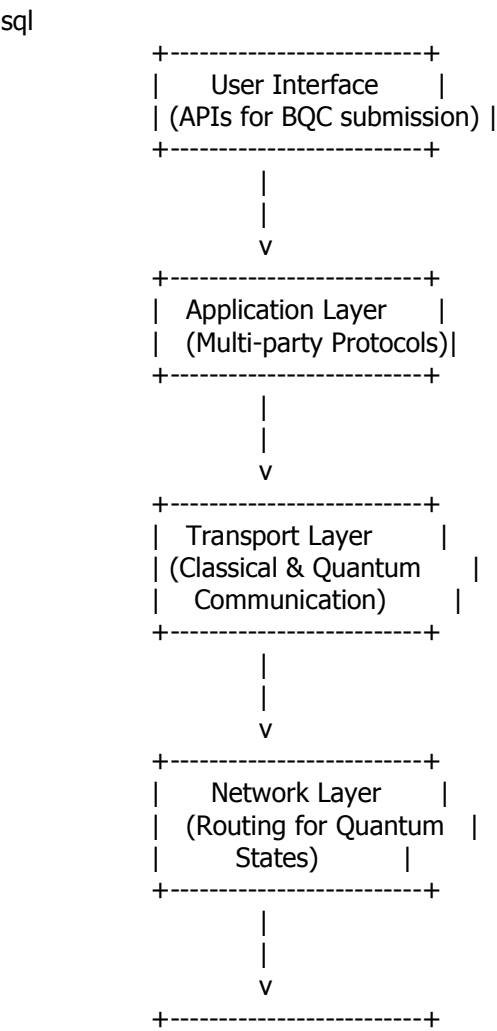 sql
+--------------------------+
| User Interface |
| (APIs for BQC submission) |
+--------------------------+
|
|
v
+--------------------------+
| Application Layer |
| (Multi-party Protocols)|
+--------------------------+
|
|
v
+--------------------------+
| Transport Layer |
| (Classical & Quantum |
| Communication) |
+--------------------------+
|
|
v
+--------------------------+
| Network Layer |
| (Routing for Quantum |
| States) |
+--------------------------+
|
|
v
+--------------------------+